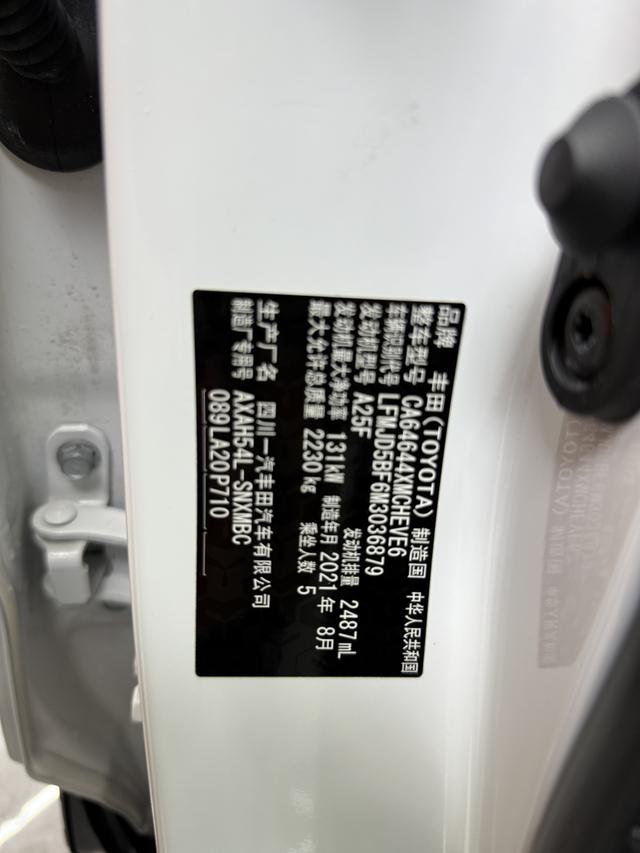 品牌 丰田(TOYOTA) 制造国 中华人民共和国
整车型号 CA64644XMCHEVE6
车辆识别代号 LFMJD5BF6M3036879
发动机型号 A25F 发动机排量 2487mL
发动机最大净功率 131kW 制造年月 2021年 8月
最大允许总质量 2230kg 乘坐人数 5
生产厂名 四川一汽丰田汽车有限公司
制造厂专用号 AXAH54L-SNXMBC
089 LA20 P710